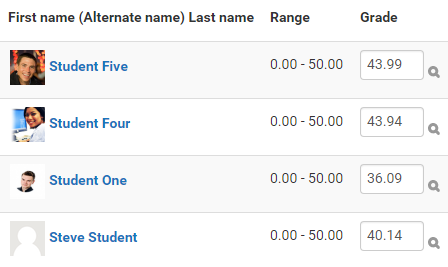 First name (Alternate name) Last name Range Grade
Student Five 0.00 - 50.00 43.99
Student Four 0.00 - 50.00 43.94
Student One 0.00 - 50.00 36.09
Steve Student 0.00 - 50.00 40.14